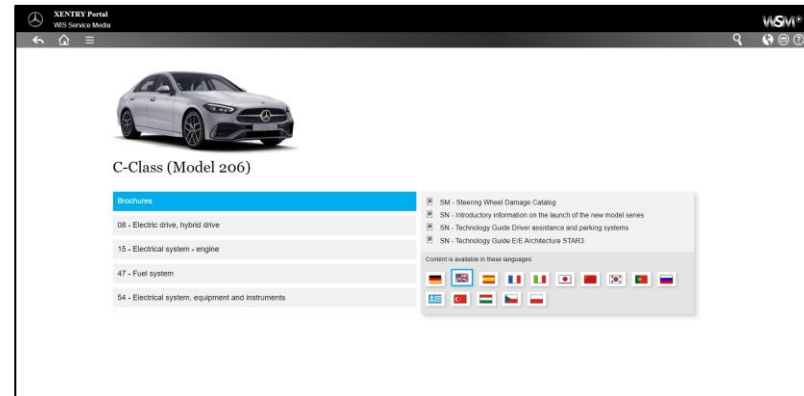 XENTRY Portal
WIS Service Media
WSM
C-Class (Model 206)
Brochures
08 - Electric drive, hybrid drive
15 - Electrical system - engine
47 - Fuel system
54 - Electrical system, equipment and instruments
SM - Steering Wheel Damage Catalog
SN - Introductory information on the launch of the new model series
SN - Technology Guide Driver assistance and parking systems
SN - Technology Guide E/E Architecture STAR3
Content is available in these languages: